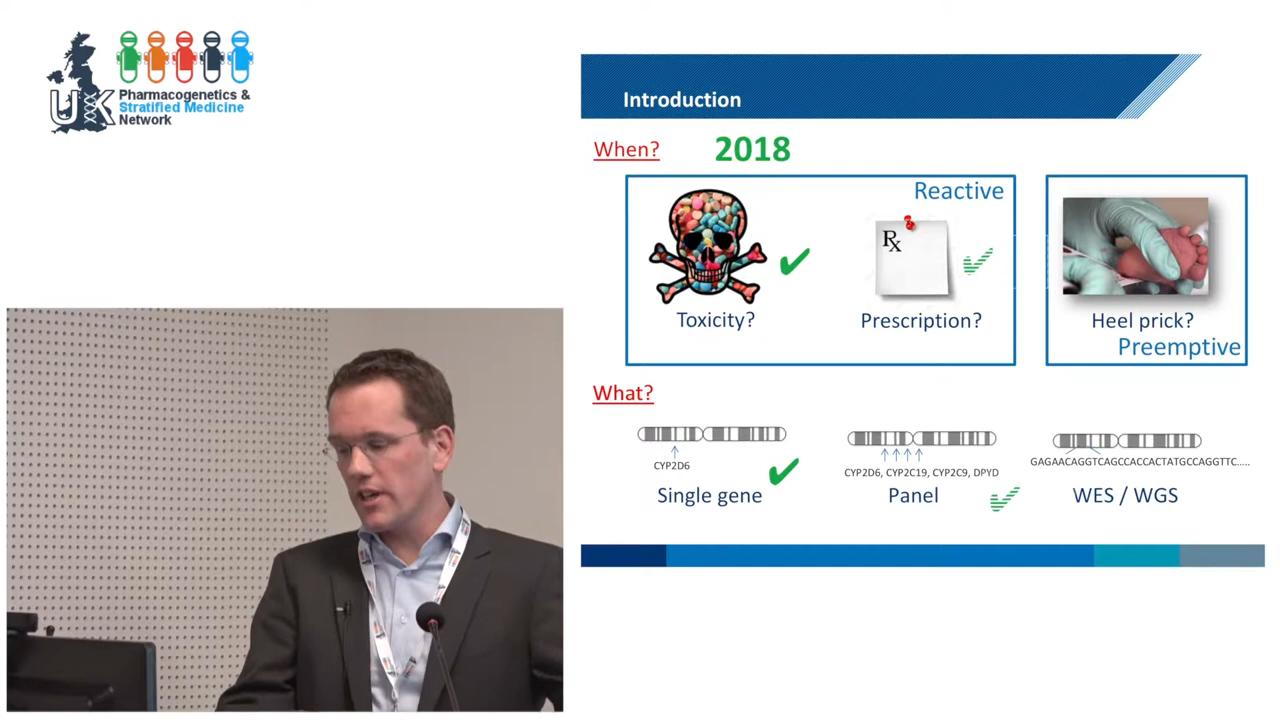 UK
Pharmacogenetics &
Stratified Medicine
Network
Introduction
When?
2018
Reactive
Rx
Toxicity?
Prescription?
Heel prick?
Preemptive
What?
CYP2D6
Single gene
CYP2D6, CYP2C19, CYP2C9, DPYD
Panel
GAGAACAGGTCAGCCACCACTATGCCAGGTTC.....
WES / WGS